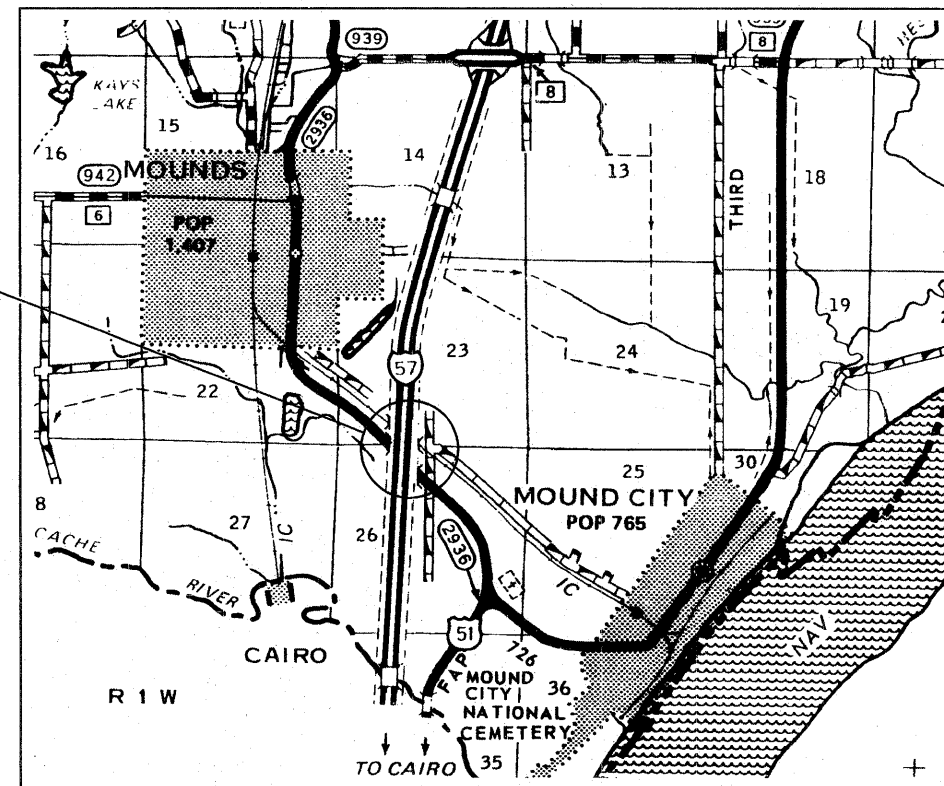 939
8
8
KAYS
LAKE
15
16
2936
14
13
18
THIRD
942
MOUNDS
6
POP
1,407
19
23
24
57
22
25
30
MOUND CITY
POP 765
8
27
IC
26
2936
IC
CACHE
RIVER
NAV
51
CAIRO
FAP 726
MOUND
CITY
NATIONAL
CEMETERY
36
R 1 W
35
TO CAIRO